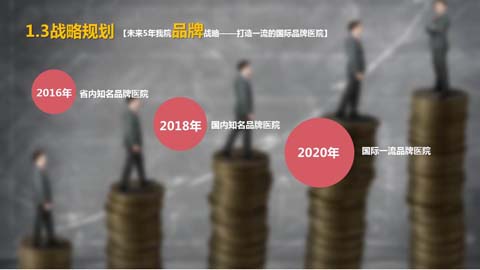 1.3战略规划 【未来5年我院品牌战略——打造一流的国际品牌医院】
2016年 省内知名品牌医院
2018年 国内知名品牌医院
2020年 国际一流品牌医院